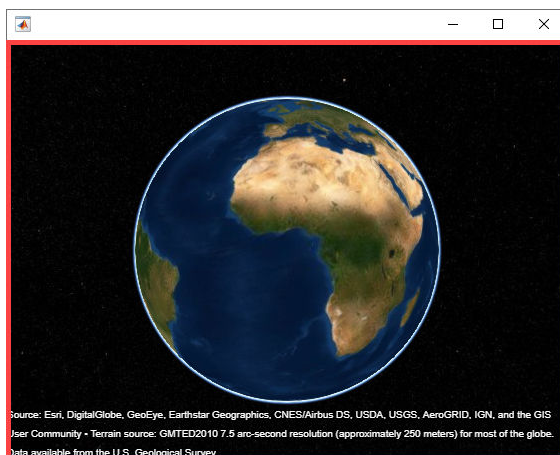 Source: Esri, DigitalGlobe, GeoEye, Earthstar Geographics, CNES/Airbus DS, USDA, USGS, AeroGRID, IGN, and the GIS
User Community • Terrain source: GMTED2010 7.5 arc-second resolution (approximately 250 meters) for most of the globe.
Data available from the U.S. Geological Survey